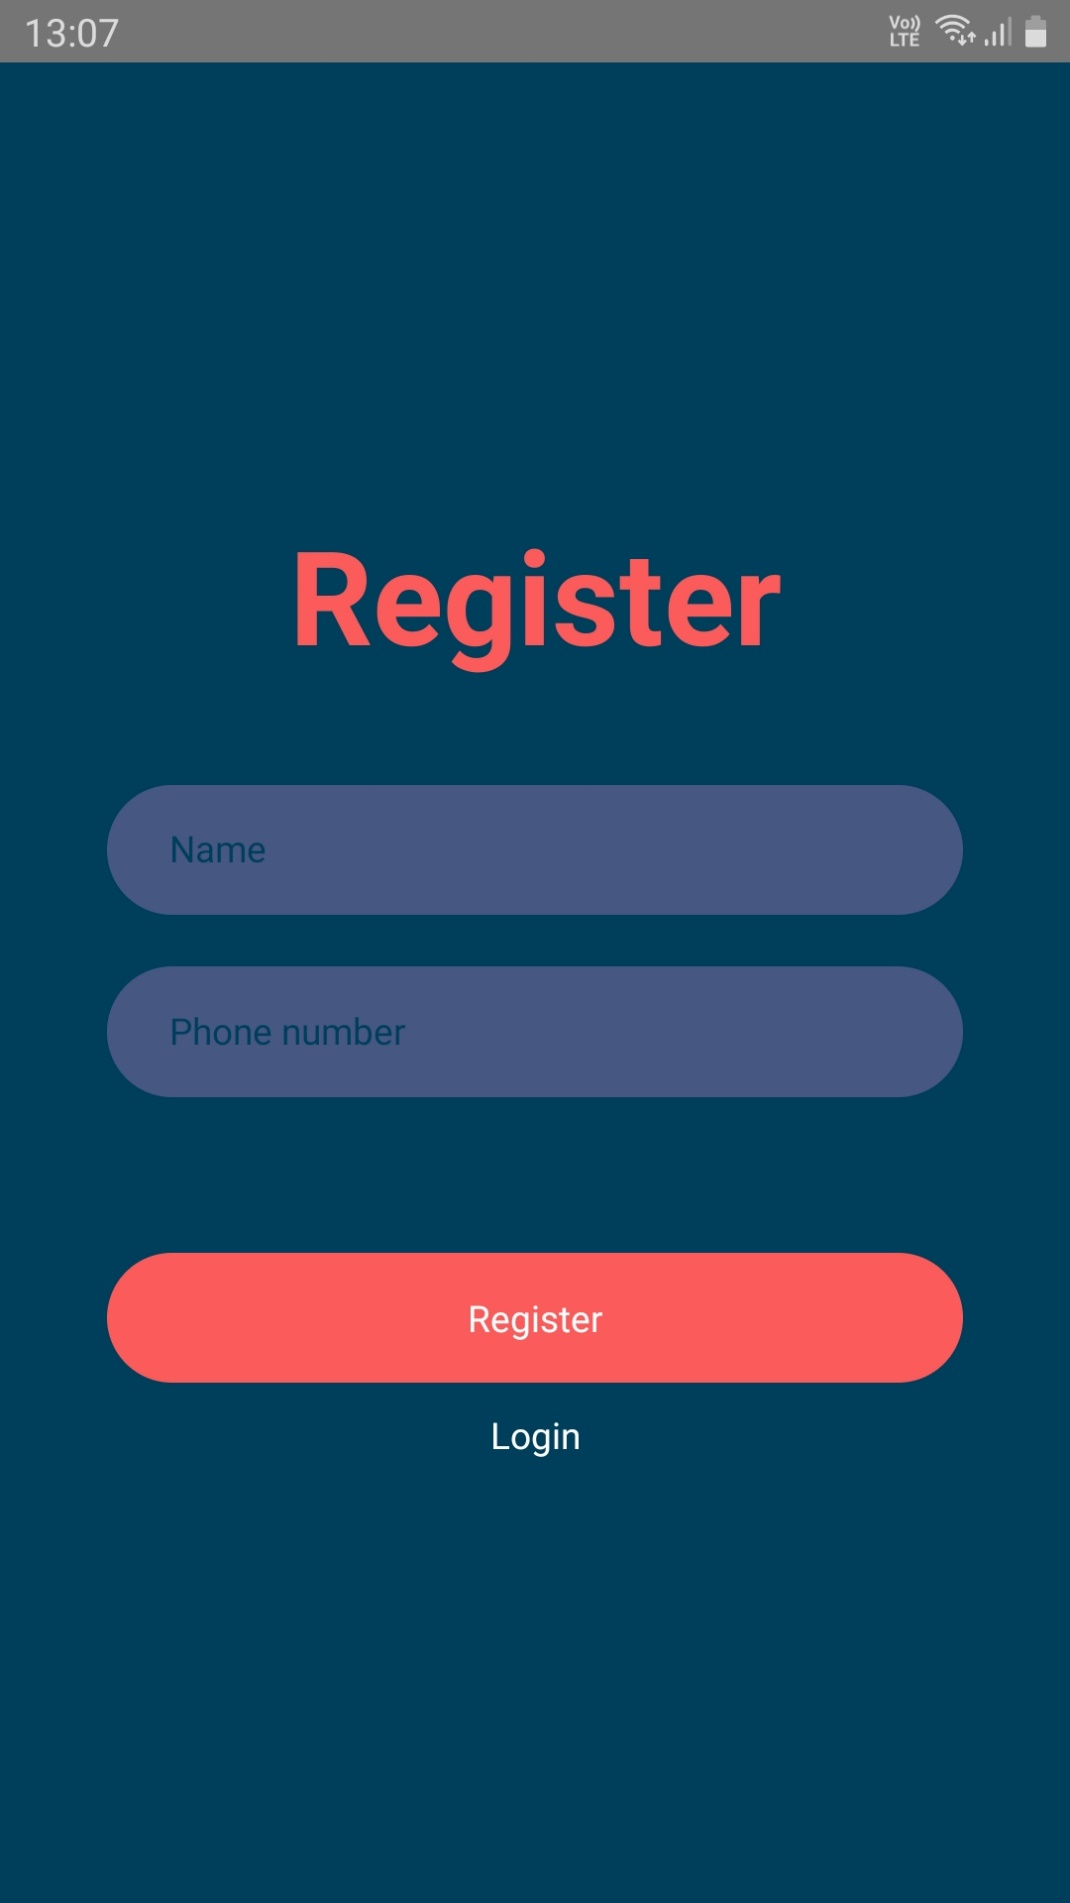 13:07
Vo))
LTE
Register
Name
Phone number
Register
Login